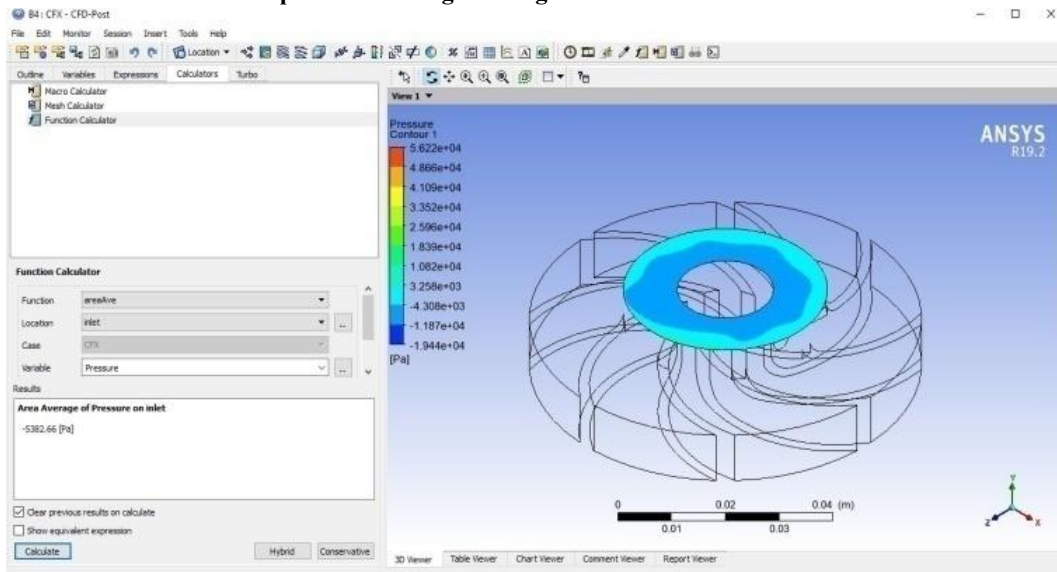 B4 : CFX - CFD-Post
File Edit Monitor Session Insert Tools Help
Location
Outline Variables Expressions Calculators Turbo
Macro Calculator
Mesh Calculator
Function Calculator
Function Calculator
Function areaAve
Location inlet
Case CFX
Variable Pressure
Results
Area Average of Pressure on inlet
-5382.66 [Pa]
Clear previous results on calculate
Show equivalent expression
Calculate Hybrid Conservative
View 1
Pressure
Contour 1
5.622e+04
4.866e+04
4.109e+04
3.352e+04
2.596e+04
1.839e+04
1.082e+04
3.258e+03
-4.308e+03
-1.187e+04
-1.944e+04
[Pa]
ANSYS
R19.2
0 0.02 0.04 (m)
0.01 0.03
Y
Z X
3D Viewer Table Viewer Chart Viewer Comment Viewer Report Viewer